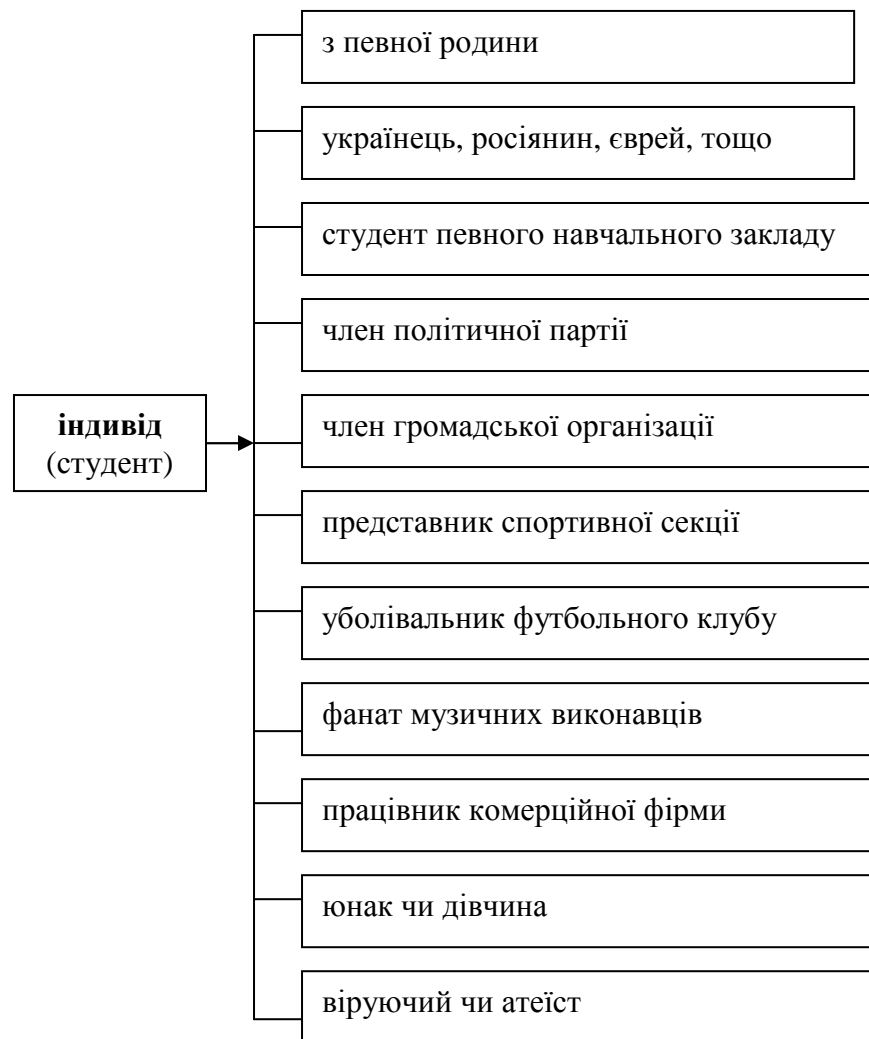 з певної родини
українець, росіянин, єврей, тощо
студент певного навчального закладу
член політичної партії
індивід
(студент)
член громадської організації
представник спортивної секції
уболівальник футбольного клубу
фанат музичних виконавців
працівник комерційної фірми
юнак чи дівчина
віруючий чи атеїст